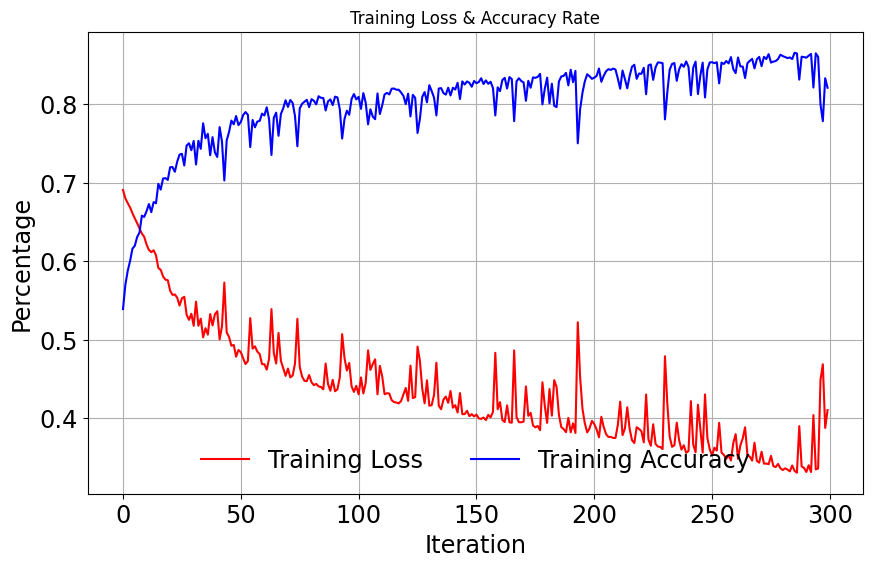 Training Loss & Accuracy Rate
Percentage
0.8
0.7
0.6
0.5
0.4
Training Loss
Training Accuracy
0 50 100 150 200 250 300
Iteration